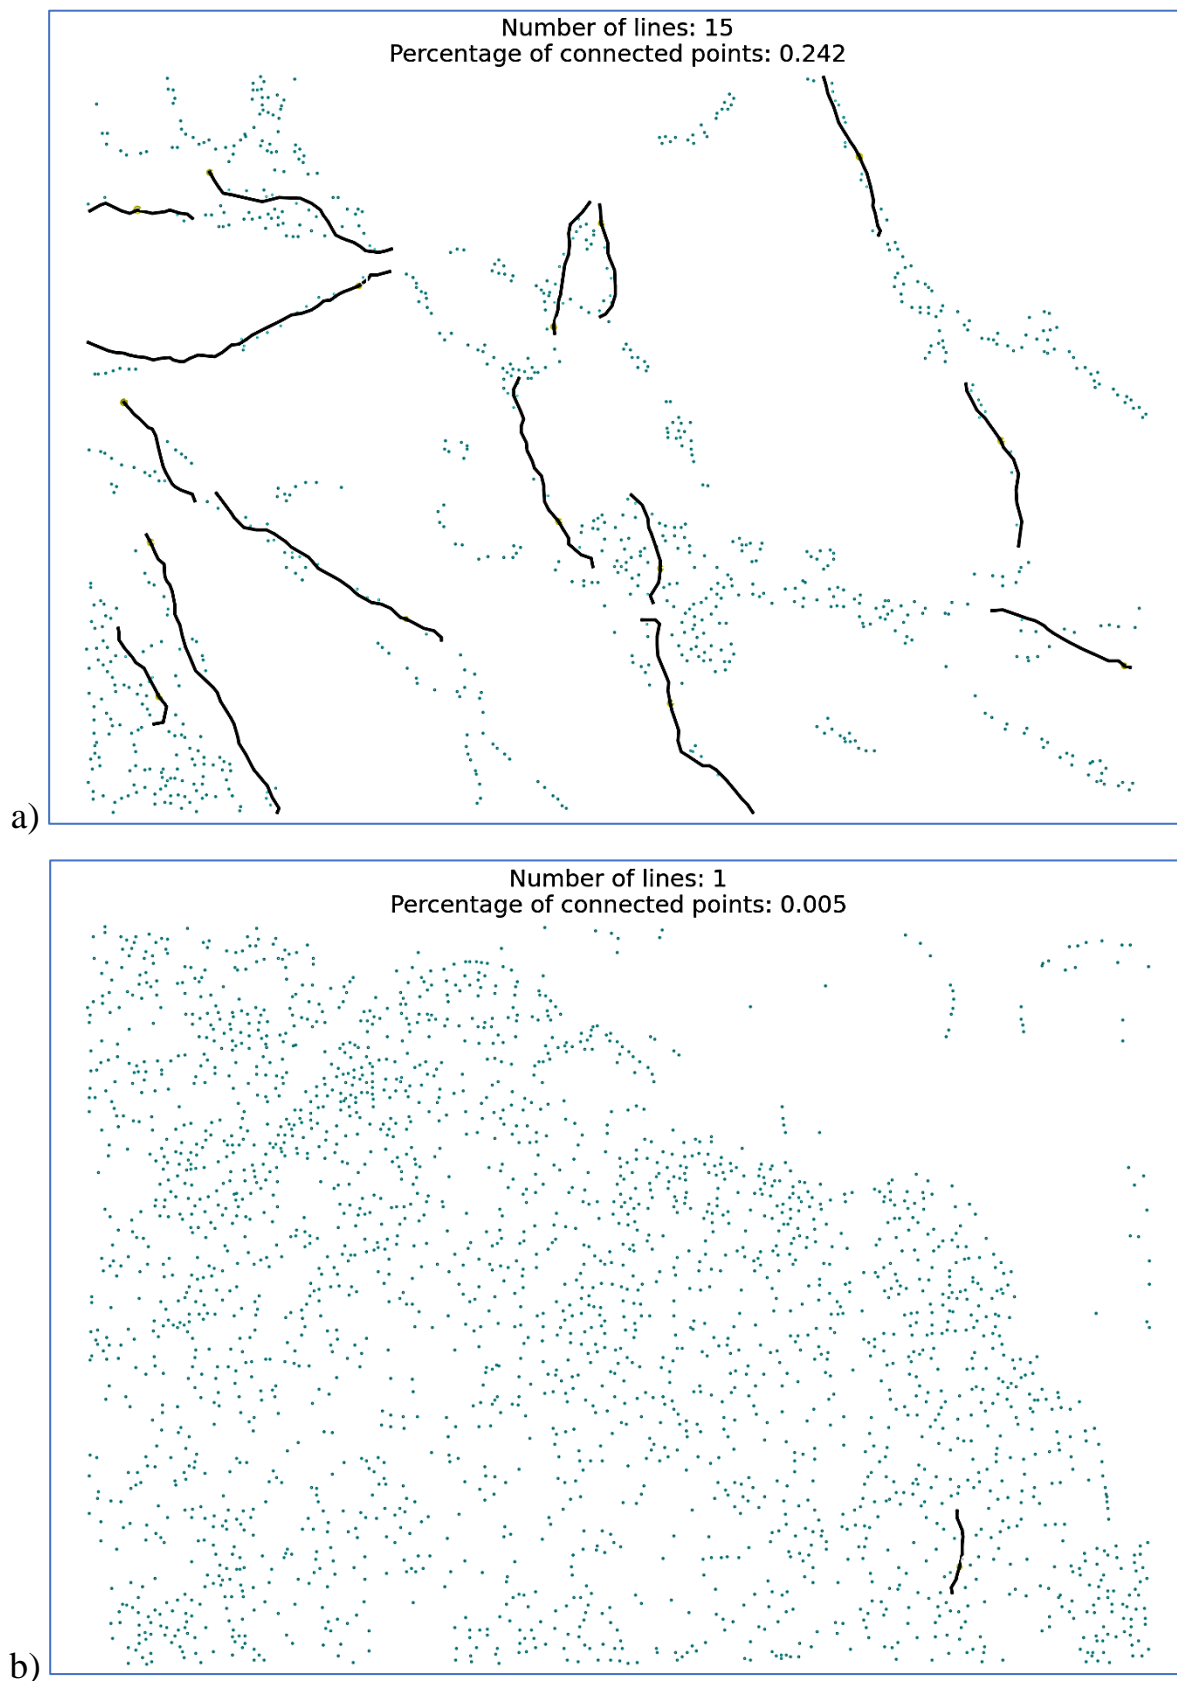 Number of lines: 15
Percentage of connected points: 0.242
a)
Number of lines: 1
Percentage of connected points: 0.005
b)